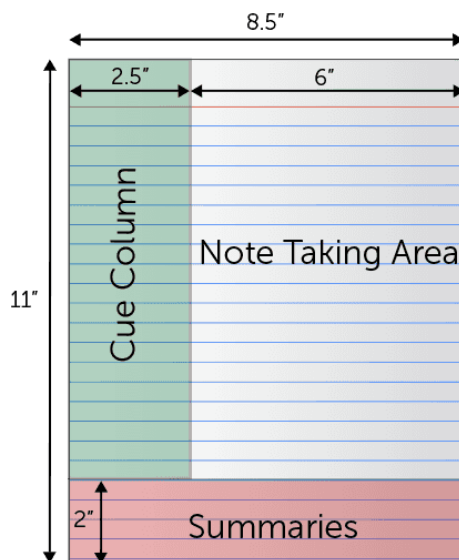 8.5″
2.5″
6″
Cue Column
Note Taking Area
11″
2″
Summaries